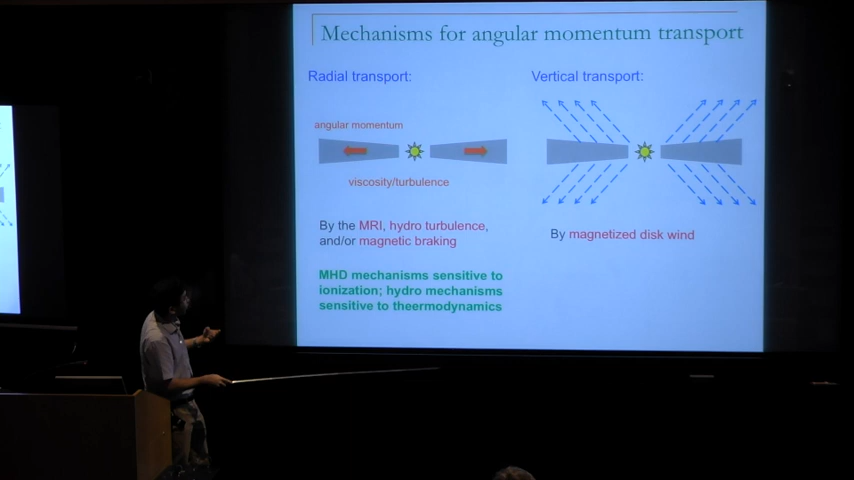 Mechanisms for angular momentum transport
Radial transport:
angular momentum
viscosity/turbulence
By the MRI, hydro turbulence,
and/or magnetic braking
MHD mechanisms sensitive to
ionization; hydro mechanisms
sensitive to theermodynamics
Vertical transport:
By magnetized disk wind